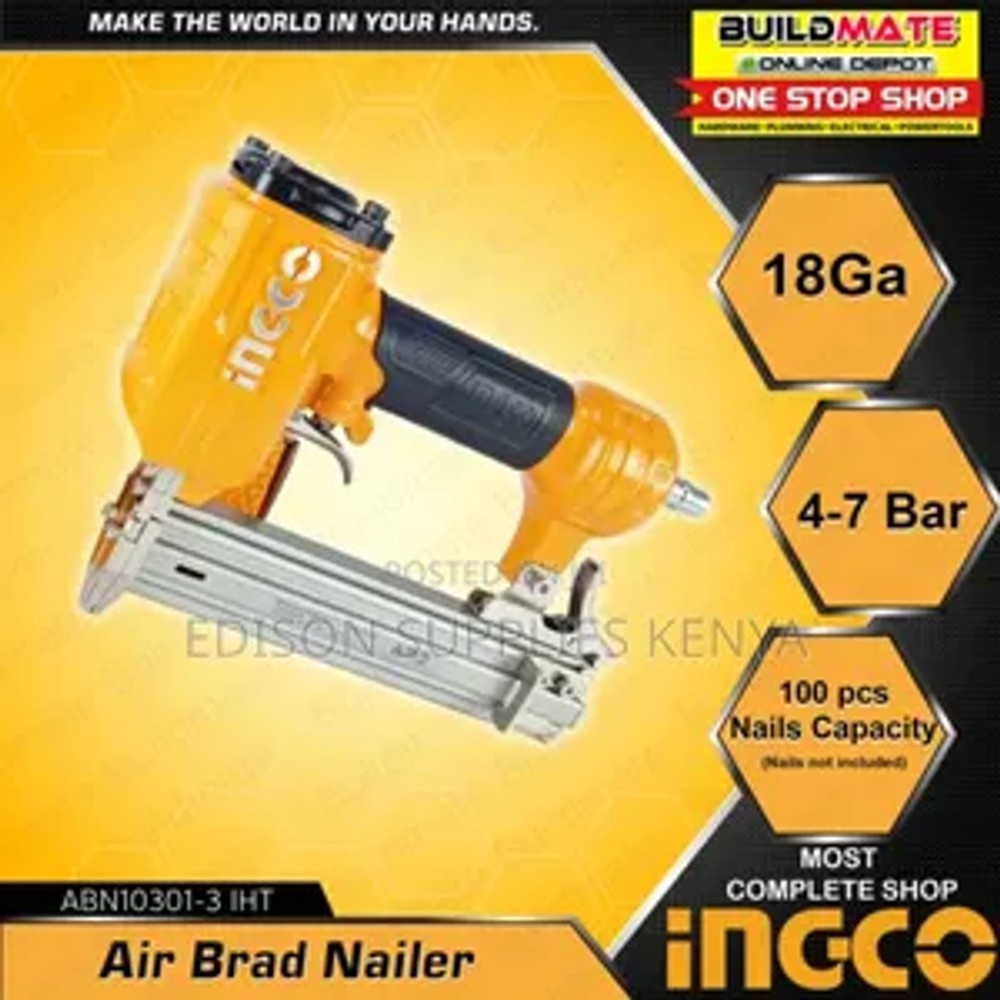 MAKE THE WORLD IN YOUR HANDS.
BUILDMATE
ONLINE DEPOT
ONE STOP SHOP
HARDWARE • PLUMBING • ELECTRICAL • POWERTOOLS
18Ga
INGCO
4-7 Bar
POSTED
EDISON SUPPLIES KENYA
100 pcs
Nails Capacity
(Nails not included)
MOST
COMPLETE SHOP
INGCO
ABN10301-3 IHT
Air Brad Nailer